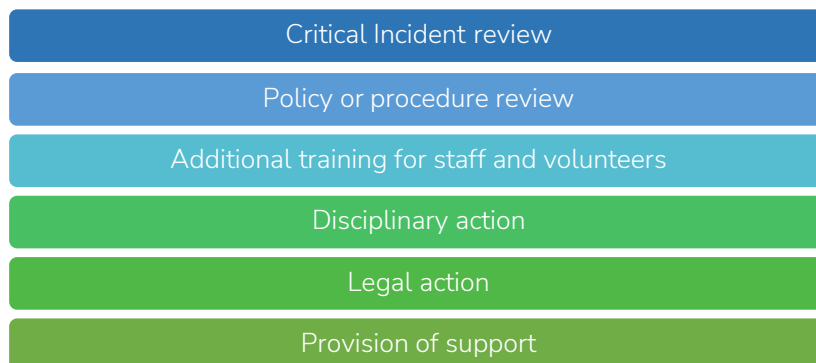 Critical Incident review
Policy or procedure review
Additional training for staff and volunteers
Disciplinary action
Legal action
Provision of support